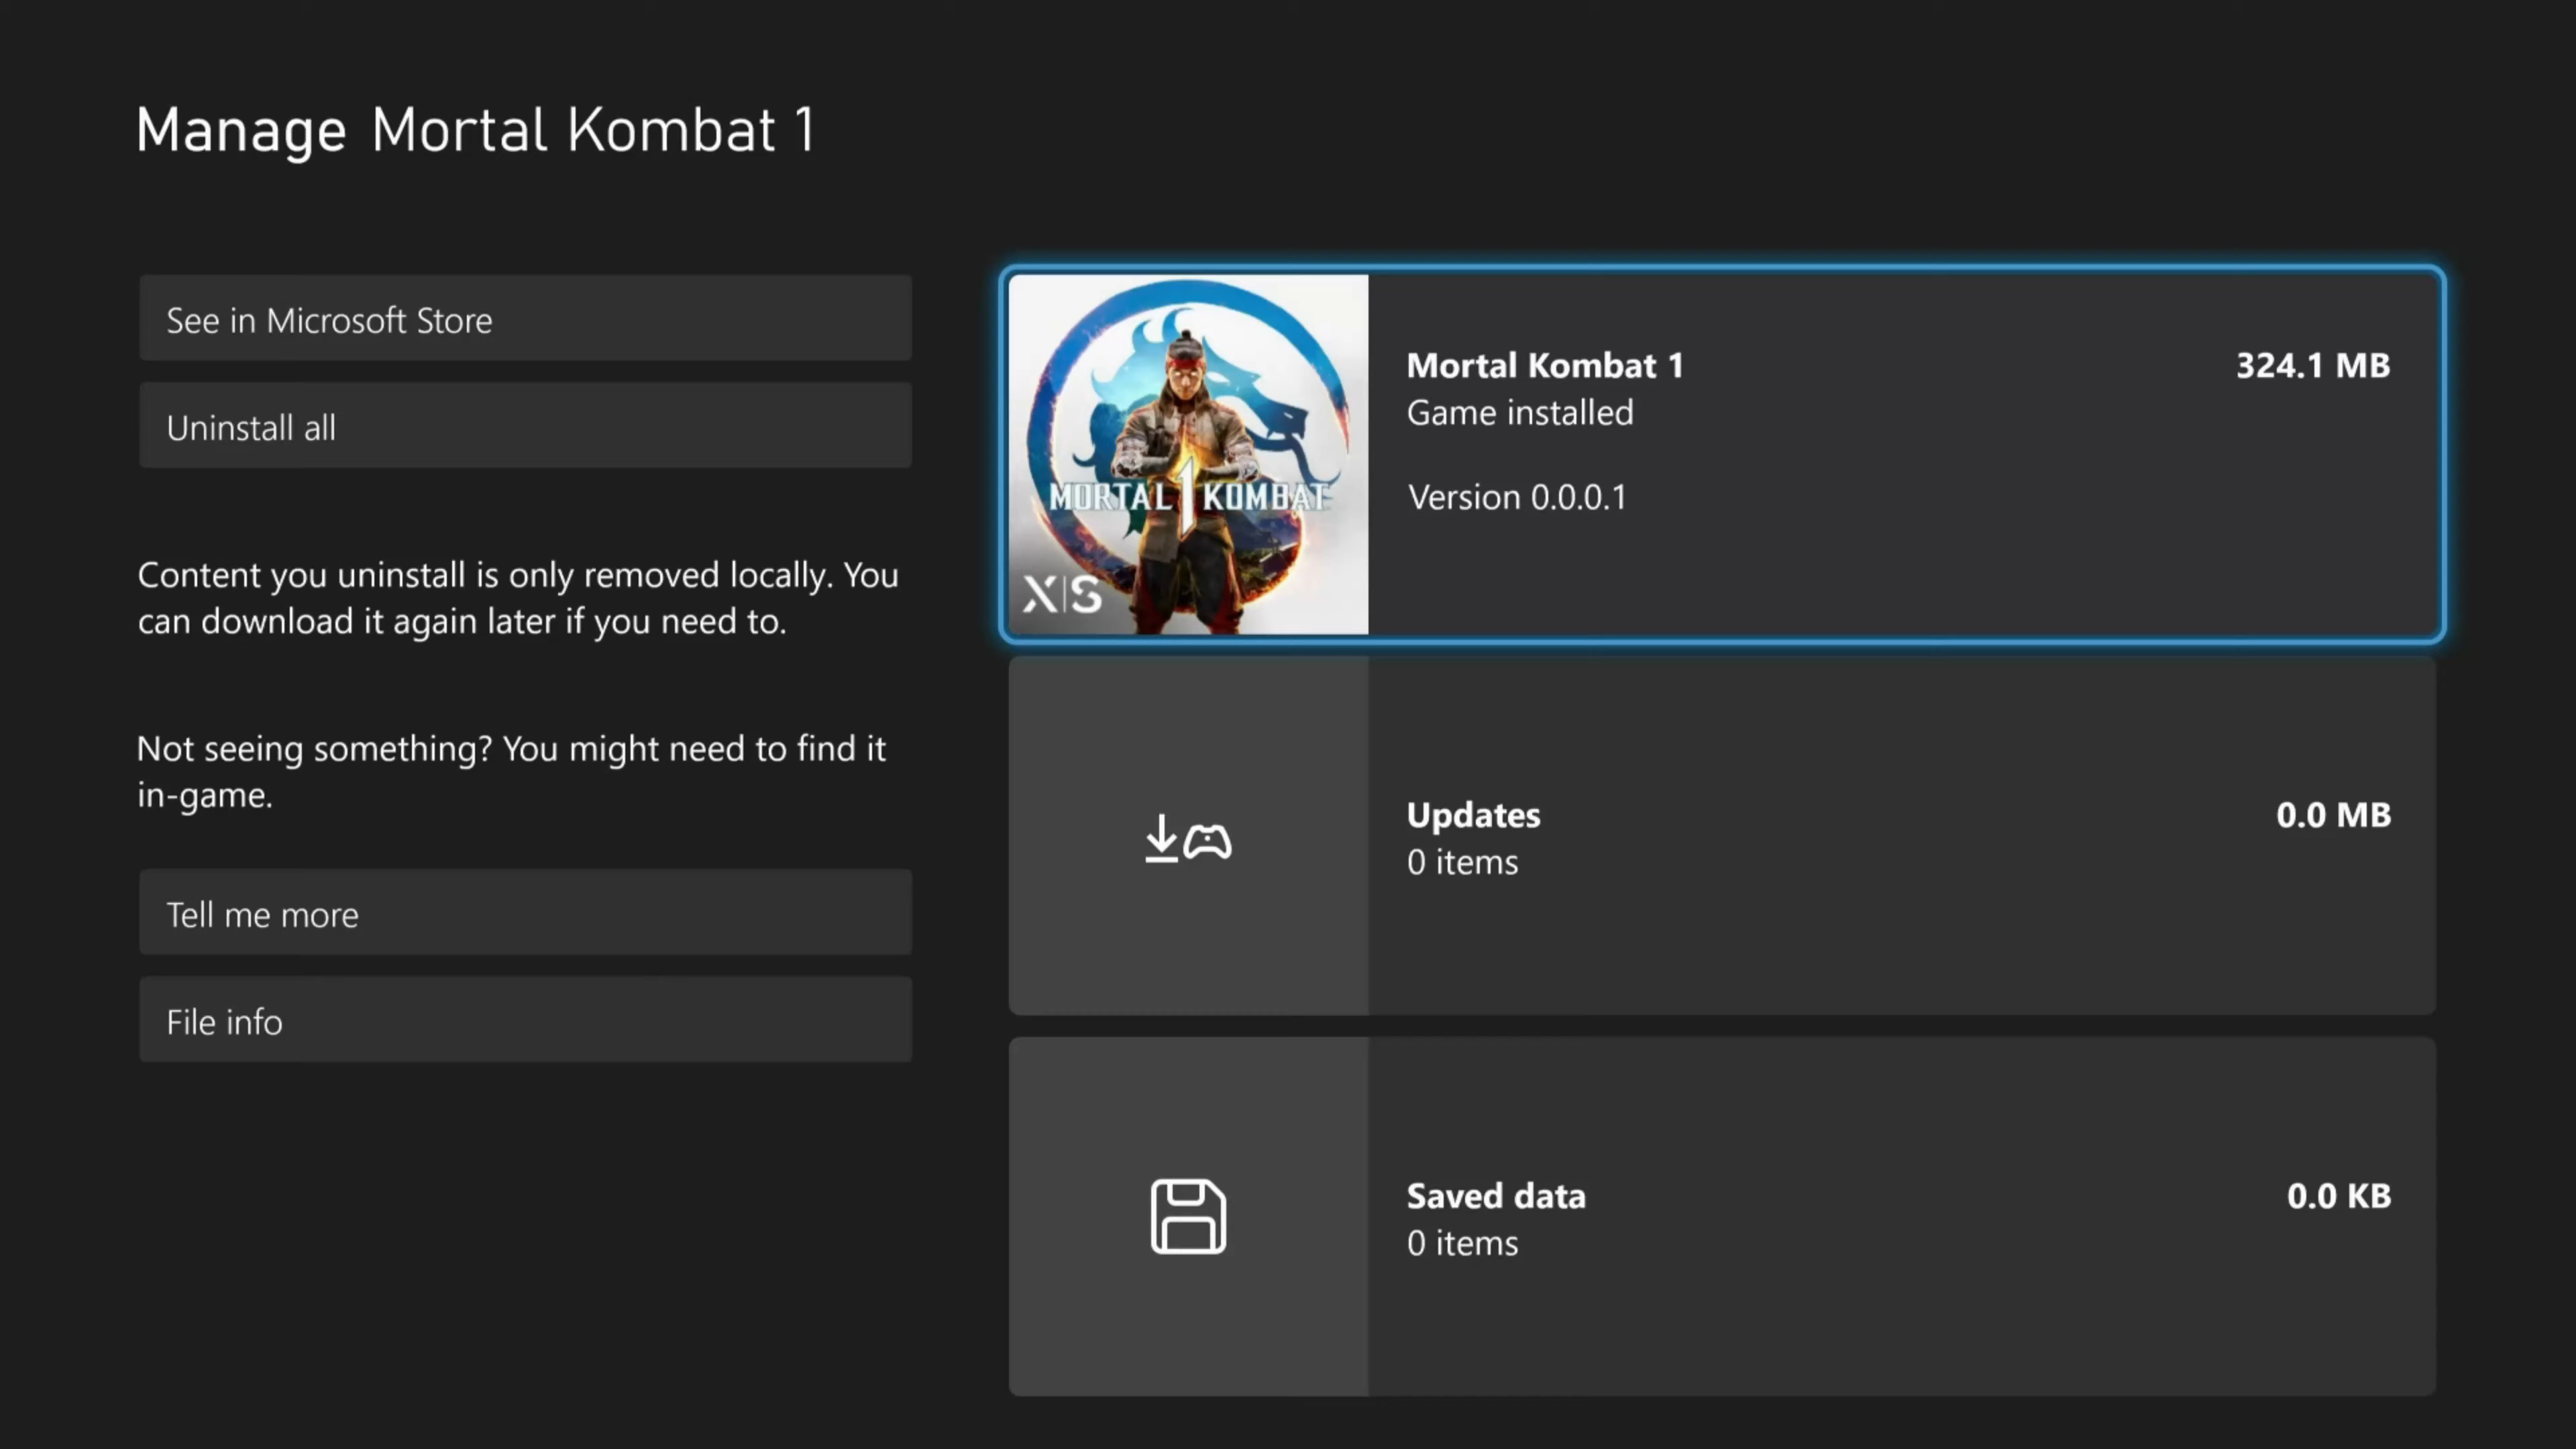 Manage Mortal Kombat 1
See in Microsoft Store
Uninstall all
Content you uninstall is only removed locally. You
can download it again later if you need to.
Not seeing something? You might need to find it
in-game.
Tell me more
File info
MORTAL 1 KOMBAT
X|S
Mortal Kombat 1
324.1 MB
Game installed
Version 0.0.0.1
Updates
0.0 MB
0 items
Saved data
0.0 KB
0 items